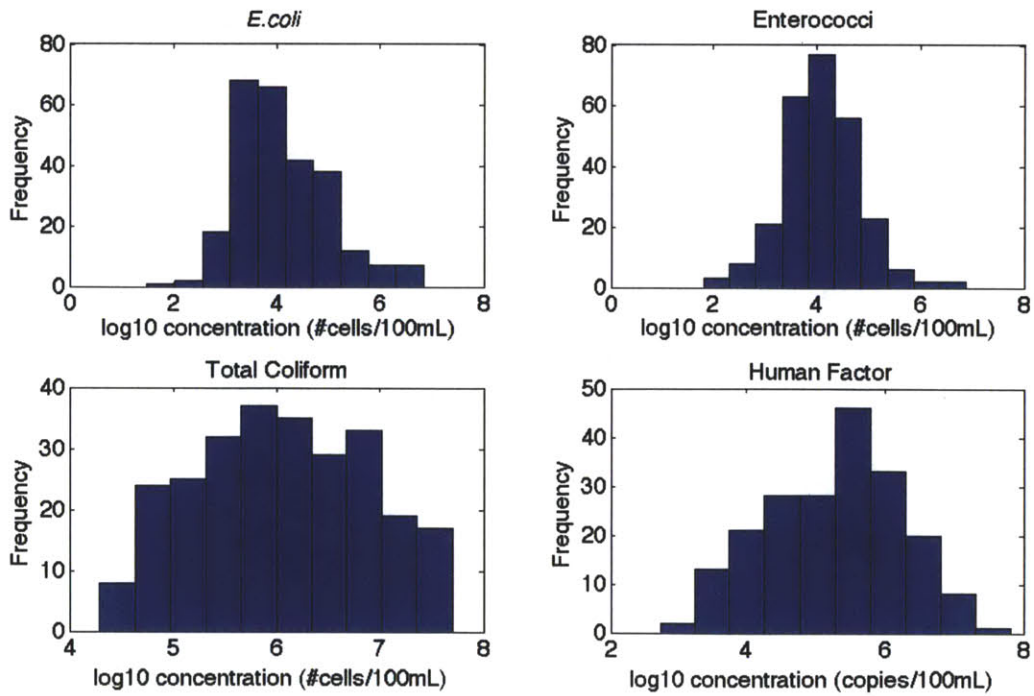 E.coli
80
60
40
20
0
Frequency
0 2 4 6 8
log10 concentration (#cells/100mL)
Enterococci
80
60
40
20
0
Frequency
0 2 4 6 8
log10 concentration (#cells/100mL)
Total Coliform
40
30
20
10
0
Frequency
4 5 6 7 8
log10 concentration (#cells/100mL)
Human Factor
50
40
30
20
10
0
Frequency
2 4 6 8
log10 concentration (copies/100mL)